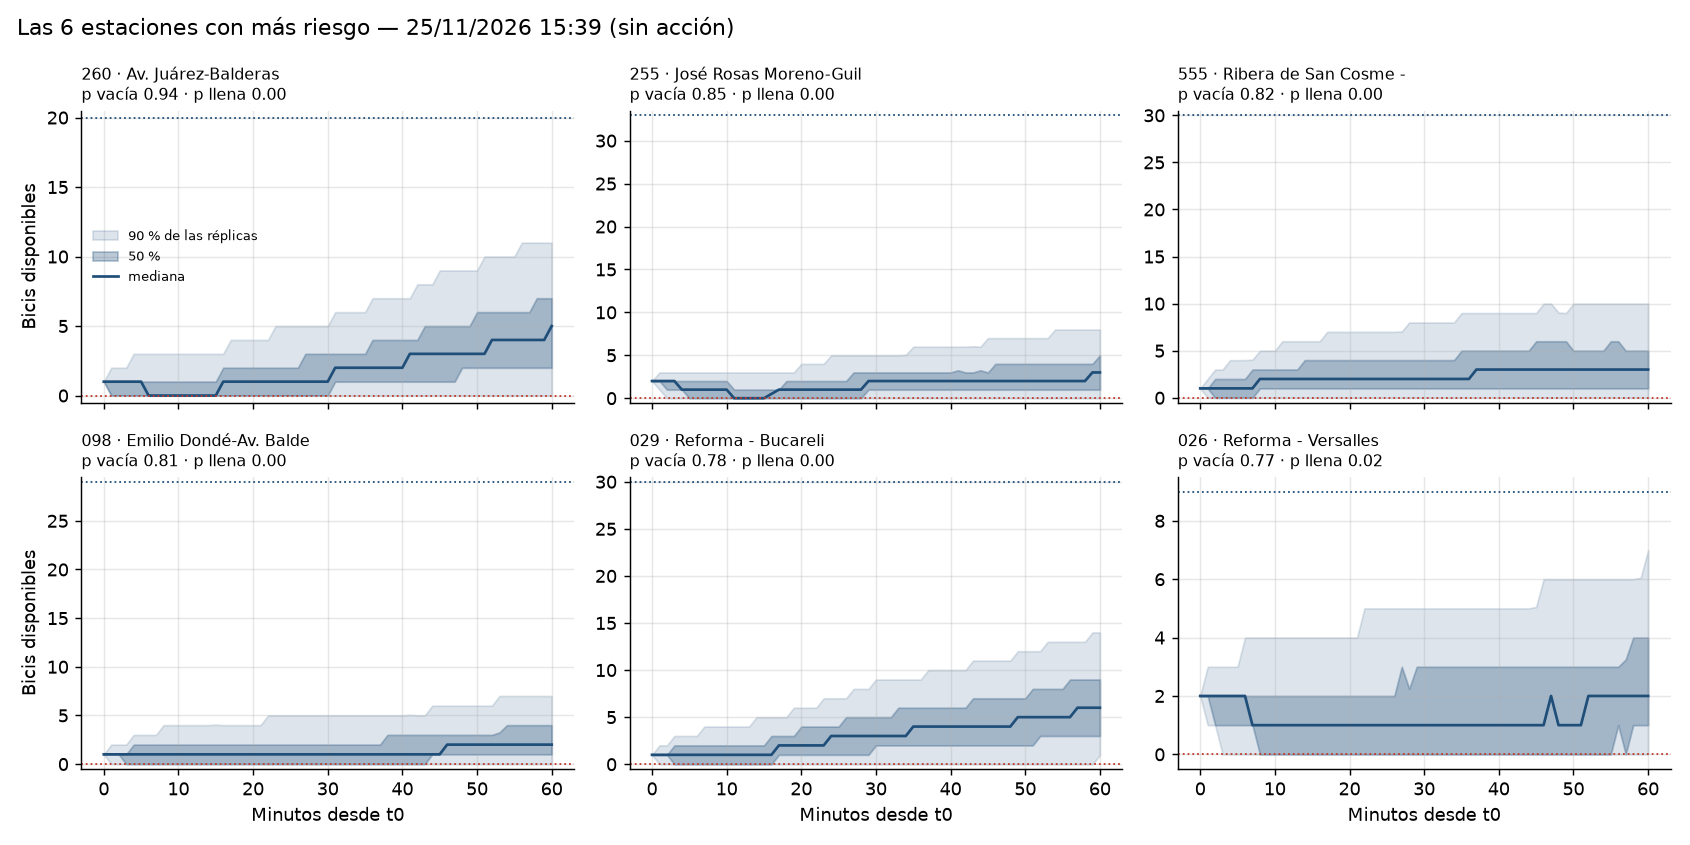 Las 6 estaciones con más riesgo — 25/11/2026 15:39 (sin acción)
260 · Av. Juárez-Balderas
p vacía 0.94 · p llena 0.00
255 · José Rosas Moreno-Guil
p vacía 0.85 · p llena 0.00
555 · Ribera de San Cosme -
p vacía 0.82 · p llena 0.00
Bicis disponibles
20
15
10
5
0
90 % de las réplicas
50 %
mediana
30
25
20
15
10
5
0
30
25
20
15
10
5
0
098 · Emilio Dondé-Av. Balde
p vacía 0.81 · p llena 0.00
029 · Reforma - Bucareli
p vacía 0.78 · p llena 0.00
026 · Reforma - Versalles
p vacía 0.77 · p llena 0.02
Bicis disponibles
25
20
15
10
5
0
0 10 20 30 40 50 60
Minutos desde t0
30
25
20
15
10
5
0
0 10 20 30 40 50 60
Minutos desde t0
8
6
4
2
0
0 10 20 30 40 50 60
Minutos desde t0